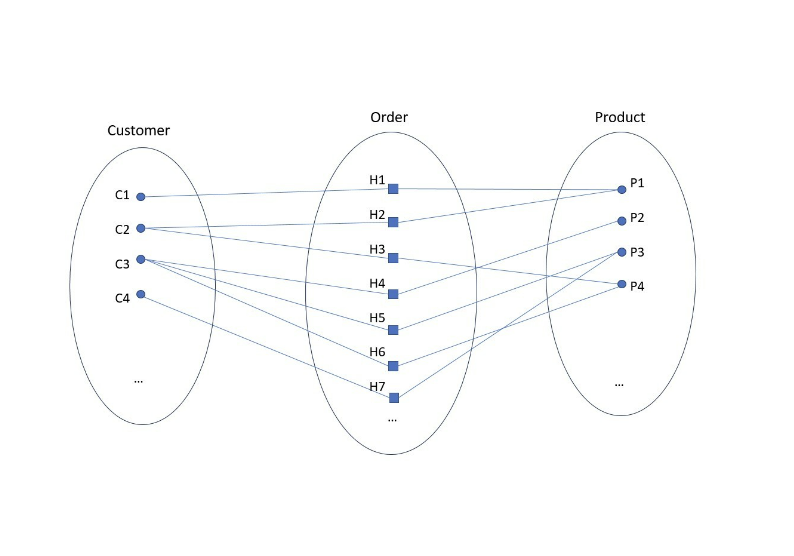 Customer
C1
C2
C3
C4
...
Order
H1
H2
H3
H4
H5
H6
H7
...
Product
P1
P2
P3
P4
...